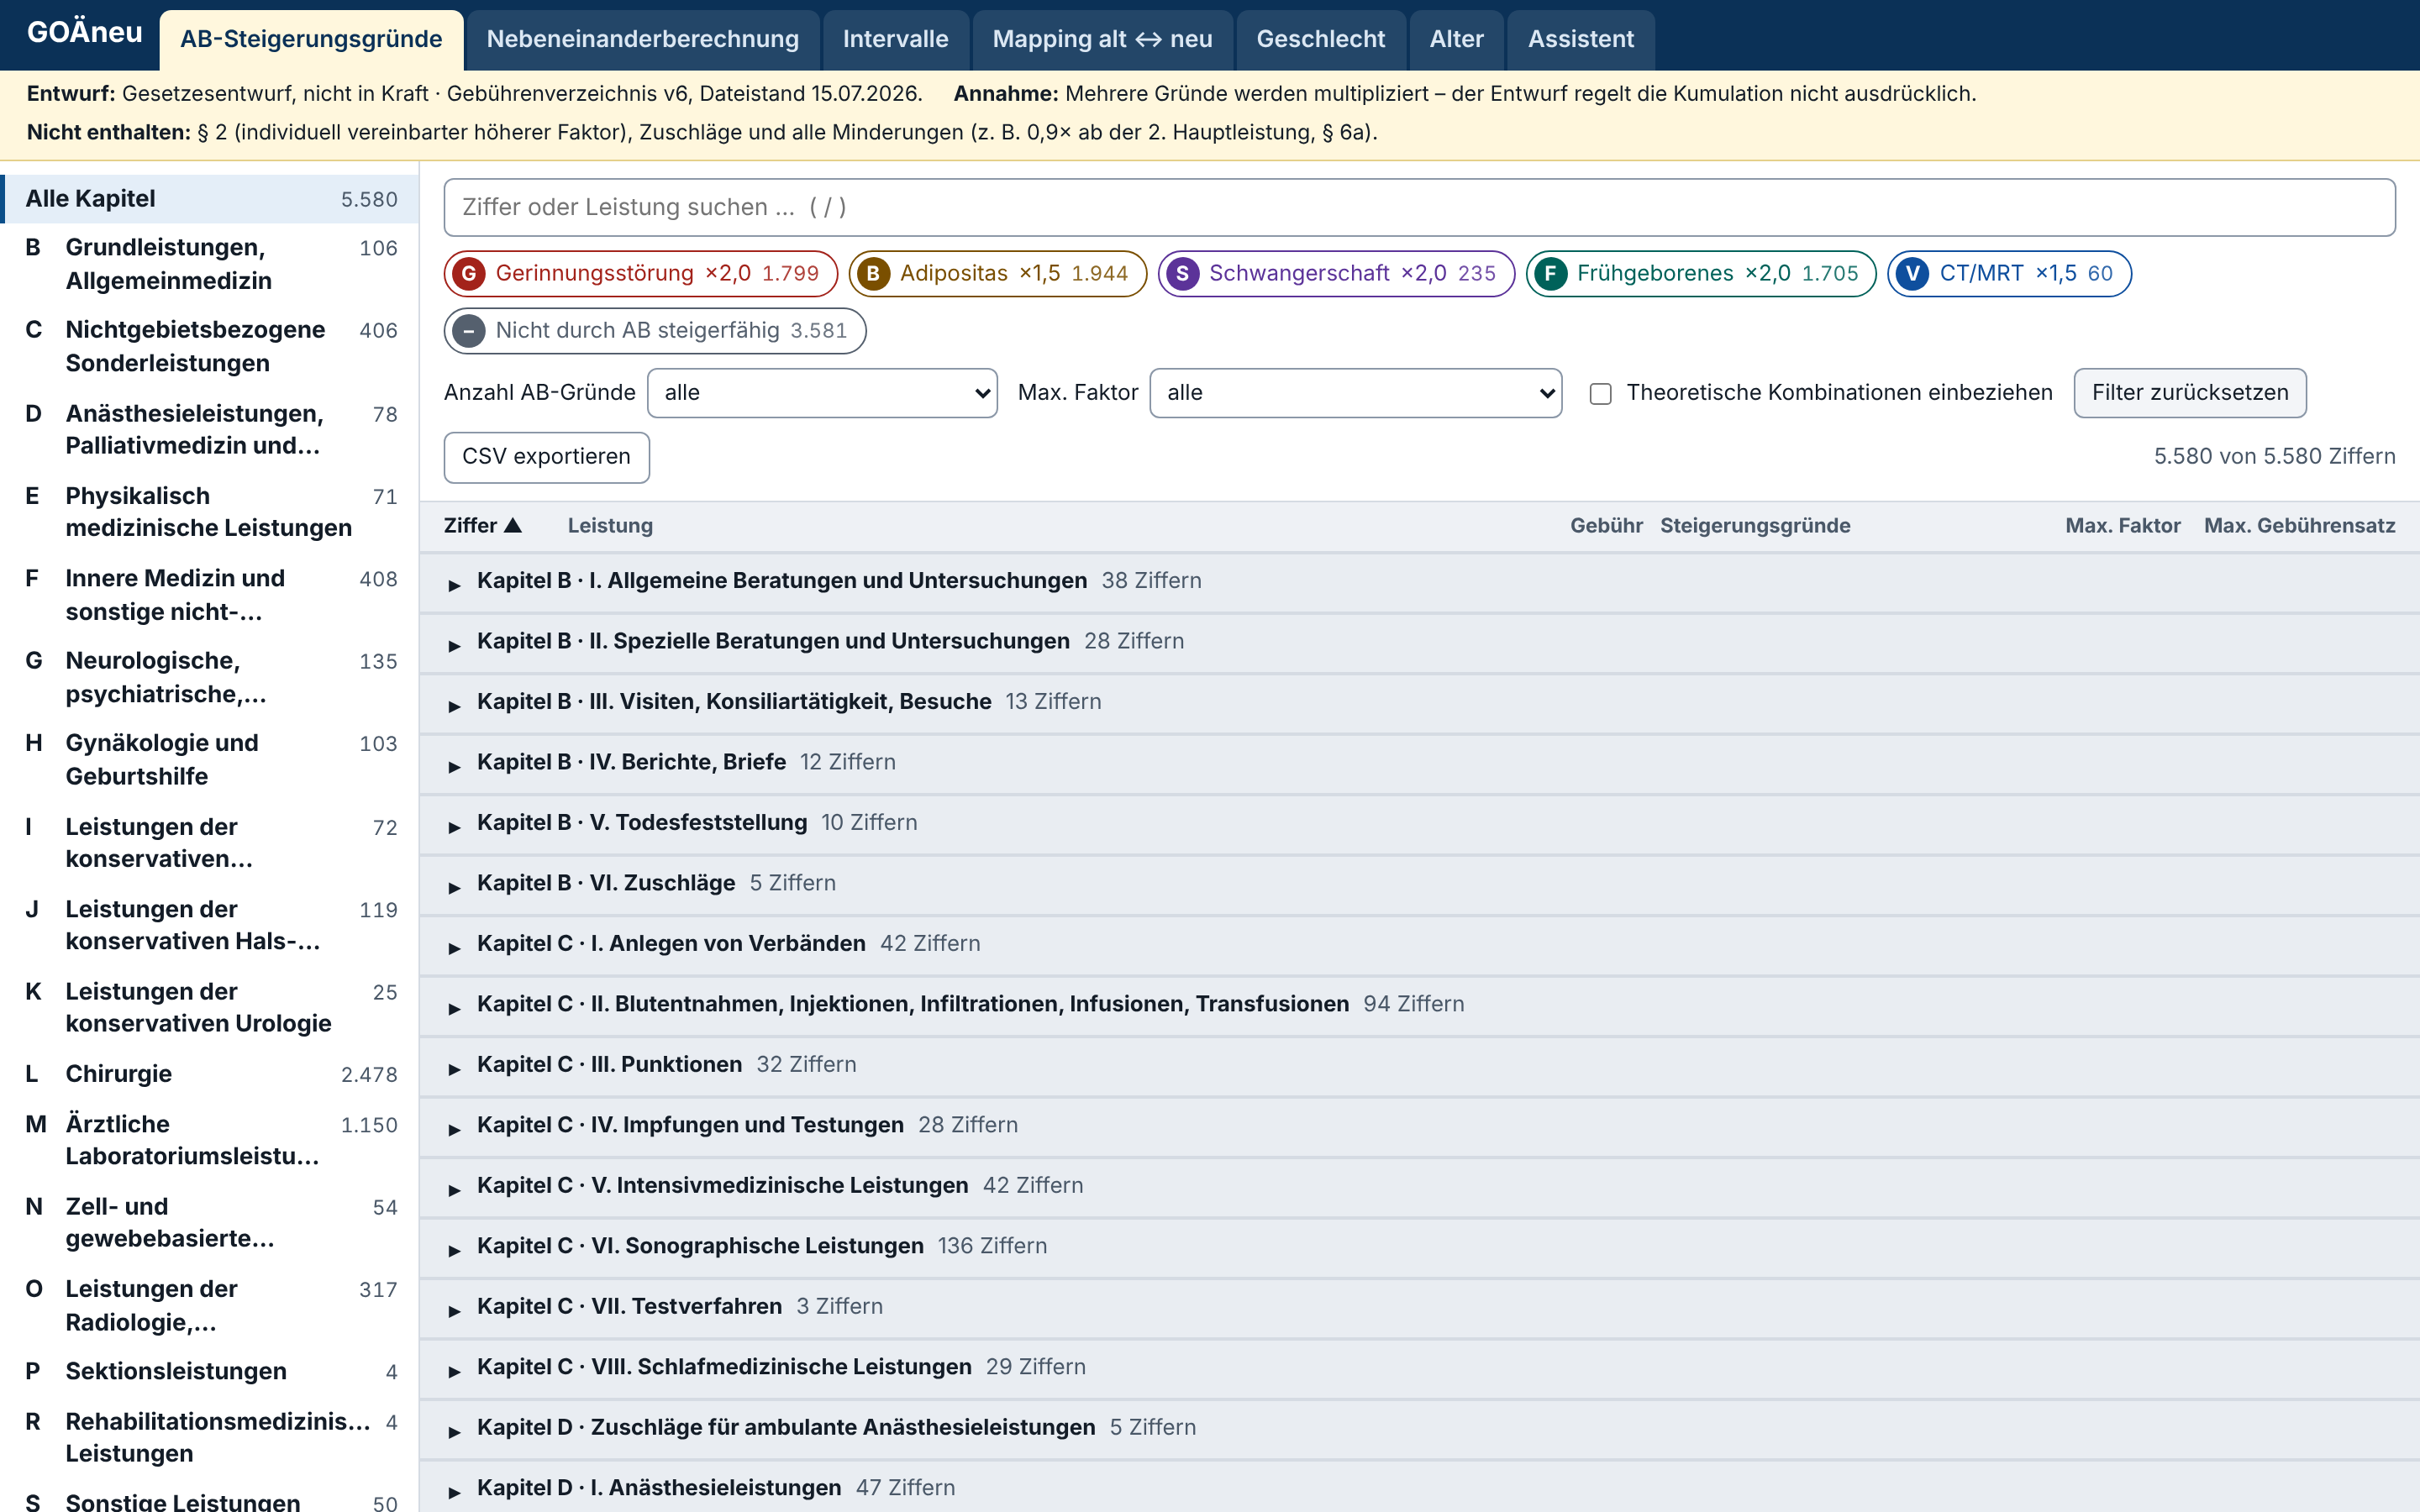 GOÄneu
AB-Steigerungsgründe
Nebeneinanderberechnung
Intervalle
Mapping alt ↔ neu
Geschlecht
Alter
Assistent
Entwurf: Gesetzesentwurf, nicht in Kraft · Gebührenverzeichnis v6, Dateistand 15.07.2026. Annahme: Mehrere Gründe werden multipliziert – der Entwurf regelt die Kumulation nicht ausdrücklich.
Nicht enthalten: § 2 (individuell vereinbarter höherer Faktor), Zuschläge und alle Minderungen (z. B. 0,9× ab der 2. Hauptleistung, § 6a).
Alle Kapitel 5.580
B Grundleistungen, 106
Allgemeinmedizin
C Nichtgebietsbezogene 406
Sonderleistungen
D Anästhesieleistungen, 78
Palliativmedizin und...
E Physikalisch 71
medizinische Leistungen
F Innere Medizin und 408
sonstige nicht-...
G Neurologische, 135
psychiatrische,...
H Gynäkologie und 103
Geburtshilfe
I Leistungen der 72
konservativen...
J Leistungen der 119
konservativen Hals-...
K Leistungen der 25
konservativen Urologie
L Chirurgie 2.478
M Ärztliche 1.150
Laboratoriumsleistu...
N Zell- und 54
gewebebasierte...
O Leistungen der 317
Radiologie,...
P Sektionsleistungen 4
R Rehabilitationsmedizinis... 4
Leistungen
S Sonstige Leistungen 50
Ziffer oder Leistung suchen ... ( / )
G Gerinnungsstörung ×2,0 1.799
B Adipositas ×1,5 1.944
S Schwangerschaft ×2,0 235
F Frühgeborenes ×2,0 1.705
V CT/MRT ×1,5 60
– Nicht durch AB steigerfähig 3.581
Anzahl AB-Gründe alle Max. Faktor alle Theoretische Kombinationen einbeziehen Filter zurücksetzen
CSV exportieren 5.580 von 5.580 Ziffern
Ziffer ▲ Leistung Gebühr Steigerungsgründe Max. Faktor Max. Gebührensatz
▶ Kapitel B · I. Allgemeine Beratungen und Untersuchungen 38 Ziffern
▶ Kapitel B · II. Spezielle Beratungen und Untersuchungen 28 Ziffern
▶ Kapitel B · III. Visiten, Konsiliartätigkeit, Besuche 13 Ziffern
▶ Kapitel B · IV. Berichte, Briefe 12 Ziffern
▶ Kapitel B · V. Todesfeststellung 10 Ziffern
▶ Kapitel B · VI. Zuschläge 5 Ziffern
▶ Kapitel C · I. Anlegen von Verbänden 42 Ziffern
▶ Kapitel C · II. Blutentnahmen, Injektionen, Infiltrationen, Infusionen, Transfusionen 94 Ziffern
▶ Kapitel C · III. Punktionen 32 Ziffern
▶ Kapitel C · IV. Impfungen und Testungen 28 Ziffern
▶ Kapitel C · V. Intensivmedizinische Leistungen 42 Ziffern
▶ Kapitel C · VI. Sonographische Leistungen 136 Ziffern
▶ Kapitel C · VII. Testverfahren 3 Ziffern
▶ Kapitel C · VIII. Schlafmedizinische Leistungen 29 Ziffern
▶ Kapitel D · Zuschläge für ambulante Anästhesieleistungen 5 Ziffern
▶ Kapitel D · I. Anästhesieleistungen 47 Ziffern